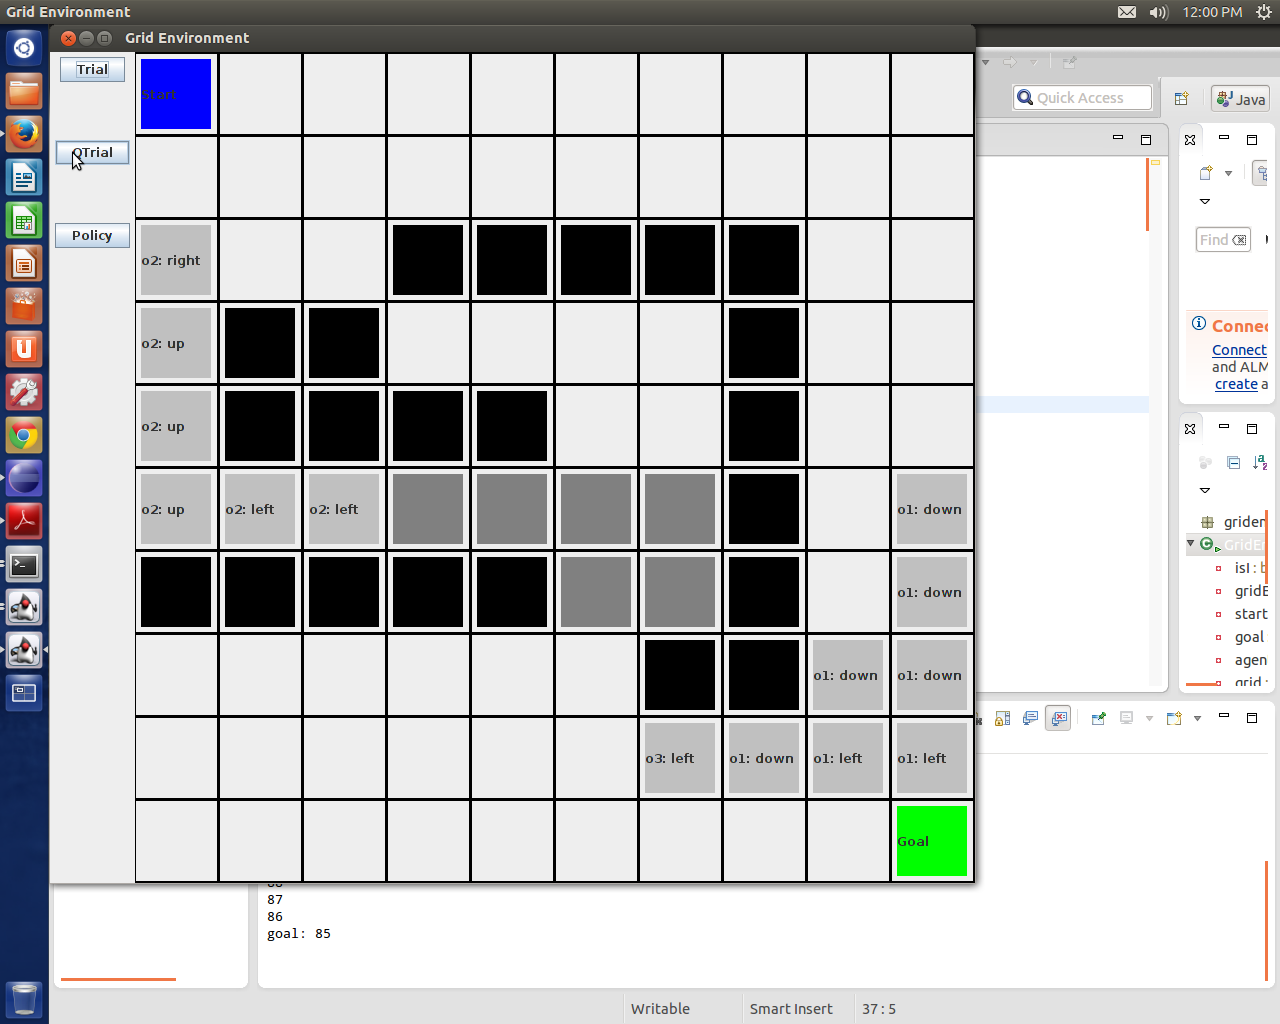 Grid Environment
12:00 PM
Grid Environment
Trial
QTrial
Policy
Start
o2: right
o2: up
o2: up
o2: up
o2: left
o2: left
o1: down
o1: down
o1: down
o1: down
o3: left
o1: down
o1: left
o1: left
Goal
Quick Access
Java
Find
Connec
Connect
and ALM
create a
griden
GridEn
isI : b
gridE
start
goal
agen
grid :
87
86
goal: 85
Writable
Smart Insert
37 : 5